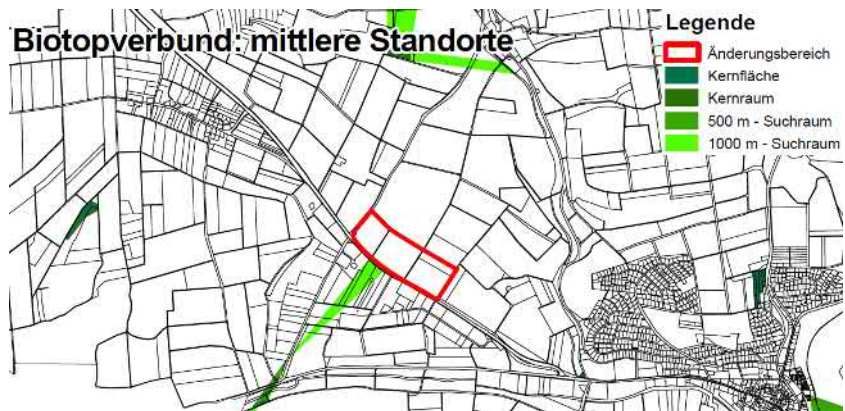 Biotopverbund: mittlere Standorte
Legende
Änderungsbereich
Kernfläche
Kernraum
500 m - Suchraum
1000 m - Suchraum